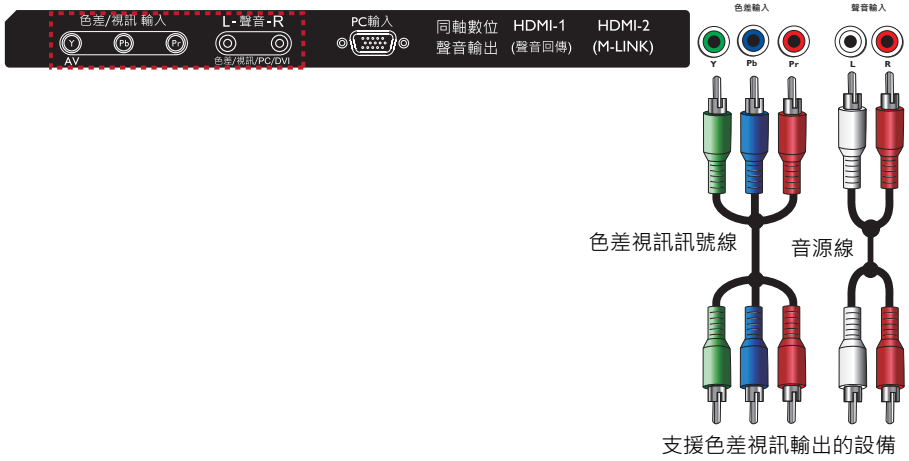 色差/視訊 輸入
Y Pb Pr
AV
L-聲音-R
色差/視訊/PC/DVI
PC輸入
同軸數位
聲音輸出
HDMI-1
(聲音回傳)
HDMI-2
(M-LINK)
色差輸入
Y Pb Pr
聲音輸入
L R
色差視訊訊號線
音源線
支援色差視訊輸出的設備